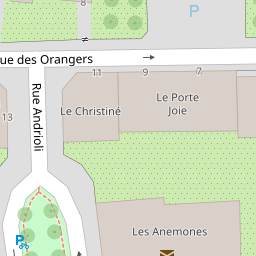 8
P
ue des Orangers
11
9
7
Le Porte
Joie
Le Christiné
13
Rue Andrioli
Les Anemones
P